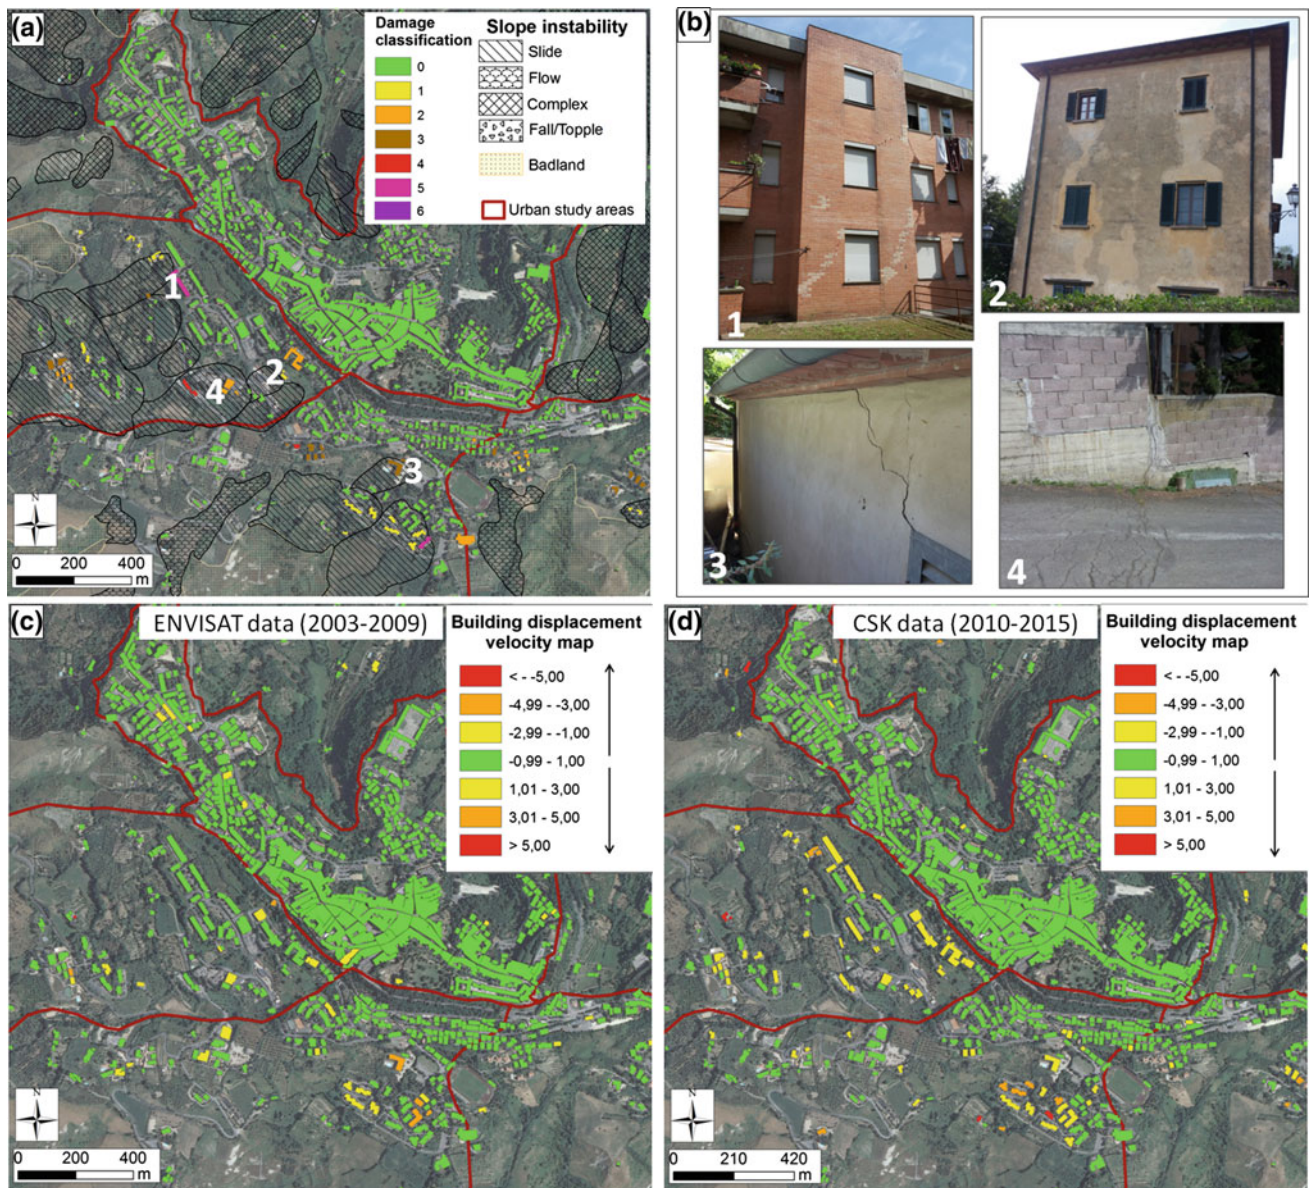 (a)
Damage
classification
0
1
2
3
4
5
6
Slope instability
Slide
Flow
Complex
Fall/Topple
Badland
Urban study areas
1
2
4
3
N
0 200 400
m
(b)
1
2
3
4
(c)
ENVISAT data (2003-2009)
Building displacement
velocity map
< - -5,00
-4,99 - -3,00
-2,99 - -1,00
-0,99 - 1,00
1,01 - 3,00
3,01 - 5,00
> 5,00
N
0 200 400
m
(d)
CSK data (2010-2015)
Building displacement
velocity map
< - -5,00
-4,99 - -3,00
-2,99 - -1,00
-0,99 - 1,00
1,01 - 3,00
3,01 - 5,00
> 5,00
N
0 210 420
m